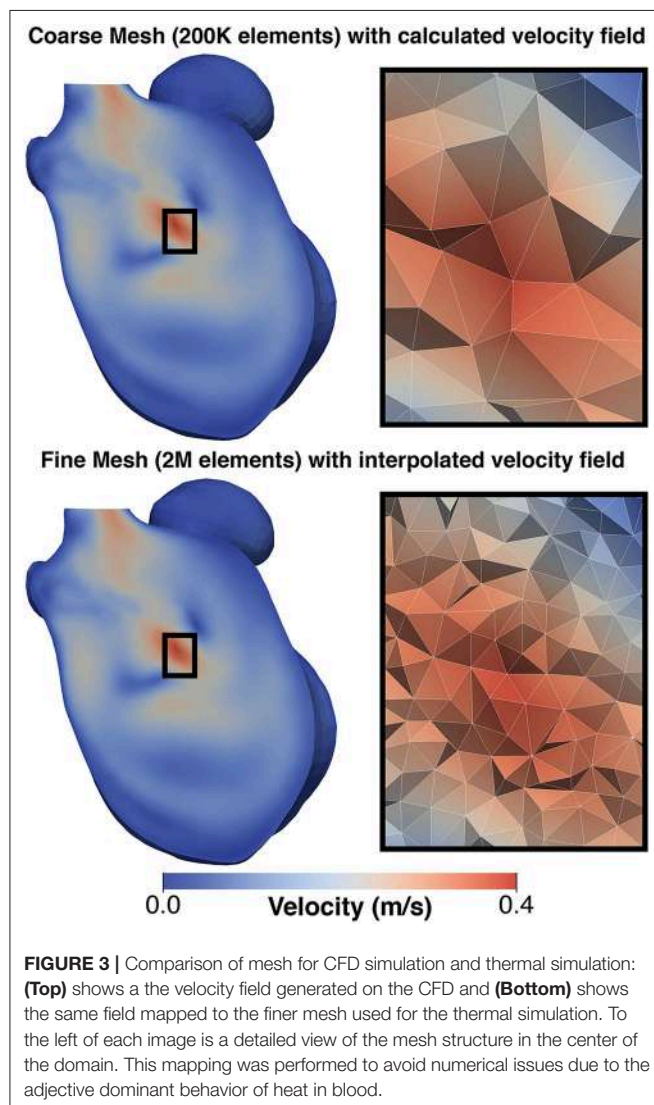 Coarse Mesh (200K elements) with calculated velocity field
Fine Mesh (2M elements) with interpolated velocity field
0.0
0.4
Velocity (m/s)
FIGURE 3 | Comparison of mesh for CFD simulation and thermal simulation:
(Top) shows a the velocity field generated on the CFD and (Bottom) shows
the same field mapped to the finer mesh used for the thermal simulation. To
the left of each image is a detailed view of the mesh structure in the center of
the domain. This mapping was performed to avoid numerical issues due to the
adjective dominant behavior of heat in blood.